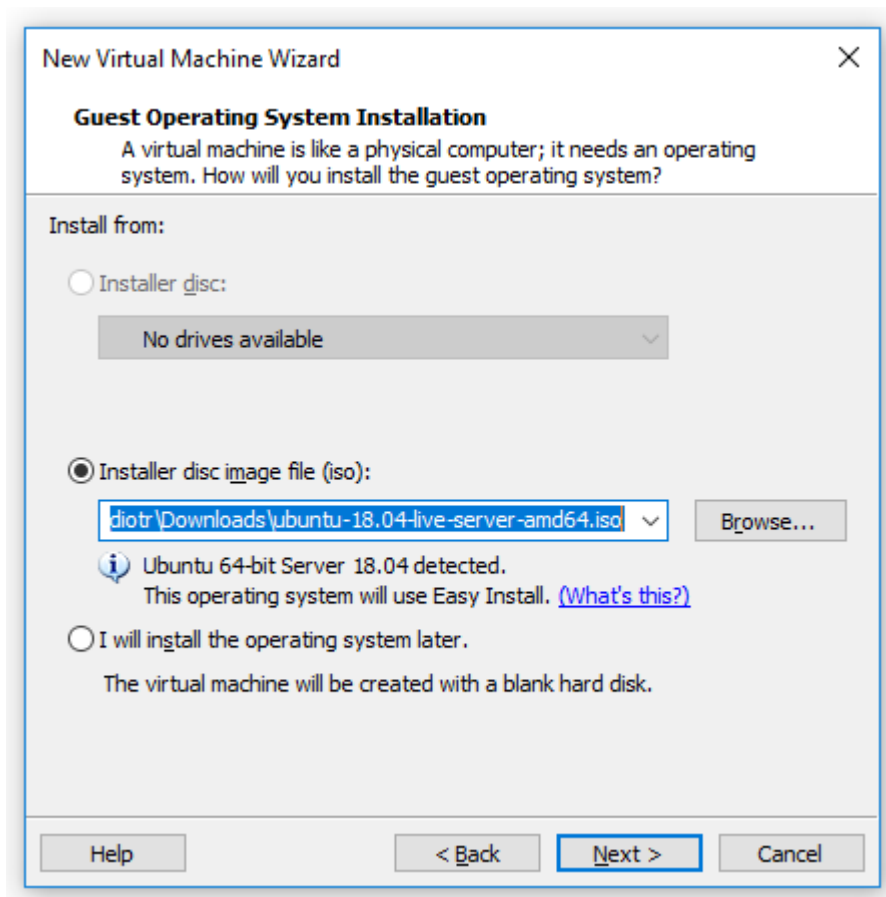 New Virtual Machine Wizard
Guest Operating System Installation
A virtual machine is like a physical computer; it needs an operating
system. How will you install the guest operating system?
Install from:
Installer disc:
No drives available
Installer disc image file (iso):
diotr\Downloads\ubuntu-18.04-live-server-amd64.iso
Browse...
Ubuntu 64-bit Server 18.04 detected.
This operating system will use Easy Install. (What's this?)
I will install the operating system later.
The virtual machine will be created with a blank hard disk.
Help
< Back
Next >
Cancel